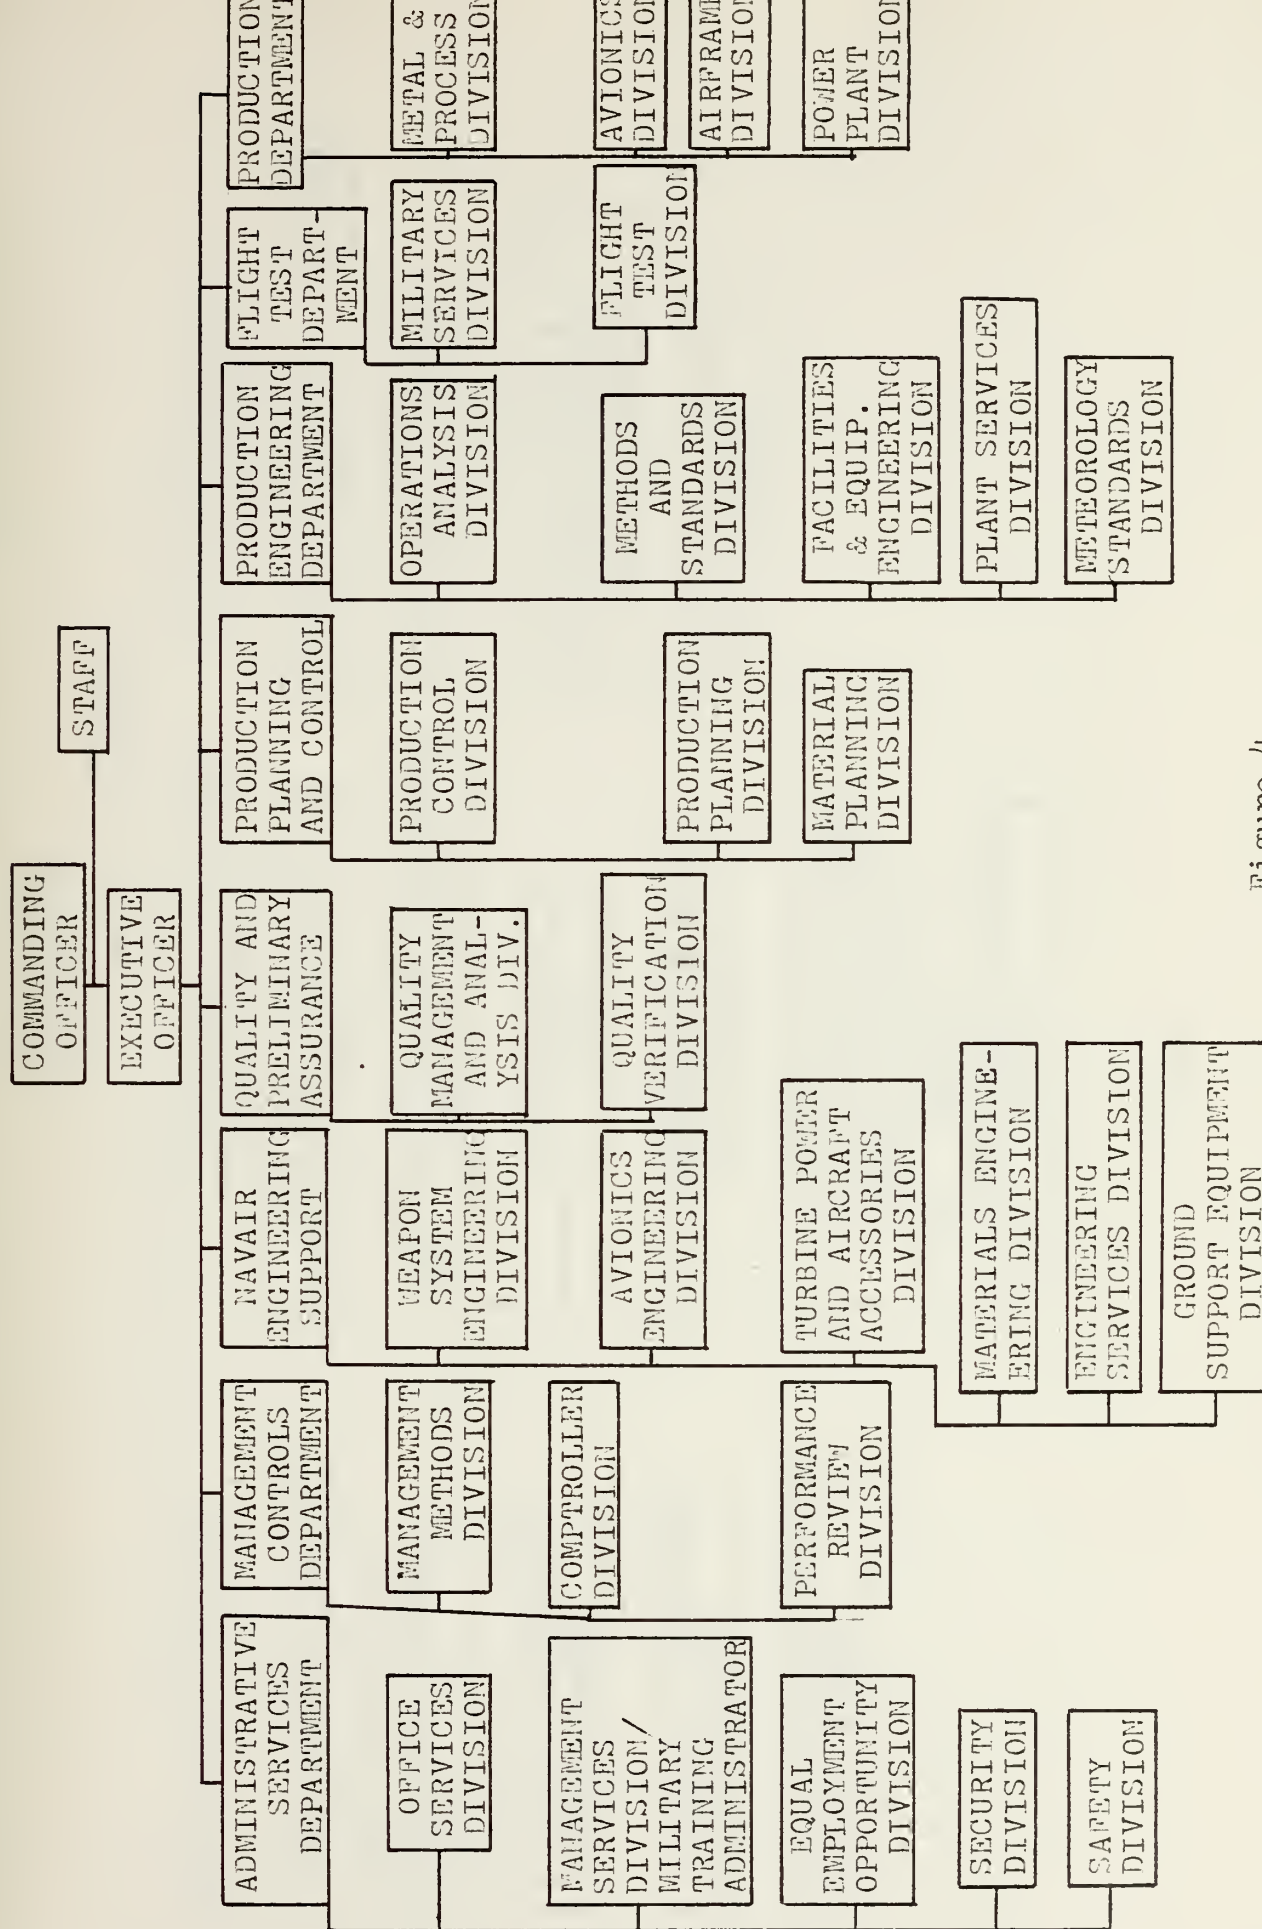 COMMANDING
OFFICER
STAFF
EXECUTIVE
OFFICER
ADMINISTRATIVE
SERVICES
DEPARTMENT
OFFICE
SERVICES
DIVISION
MANAGEMENT
SERVICES
DIVISION/
MILITARY
TRAINING
ADMINISTRATOR
EQUAL
EMPLOYMENT
OPPORTUNITY
DIVISION
SECURITY
DIVISION
SAFETY
DIVISION
MANAGEMENT
CONTROLS
DEPARTMENT
MANAGEMENT
METHODS
DIVISION
COMPTROLLER
DIVISION
PERFORMANCE
REVIEW
DIVISION
NAVAIR
ENGINEERING
SUPPORT
WEAPON
SYSTEM
ENGINEERING
DIVISION
AVIONICS
ENGINEERING
DIVISION
TURBINE POWER
AND AIRCRAFT
ACCESSORIES
DIVISION
MATERIALS ENGINE-
ERING DIVISION
ENGINEERING
SERVICES DIVISION
GROUND
SUPPORT EQUIPMENT
DIVISION
QUALITY AND
PRELIMINARY
ASSURANCE
QUALITY
MANAGEMENT
AND ANAL-
YSIS DIV.
QUALITY
VERIFICATION
DIVISION
PRODUCTION
PLANNING
AND CONTROL
PRODUCTION
CONTROL
DIVISION
PRODUCTION
PLANNING
DIVISION
MATERIAL
PLANNING
DIVISION
PRODUCTION
ENGINEERING
DEPARTMENT
OPERATIONS
ANALYSIS
DIVISION
METHODS
AND
STANDARDS
DIVISION
FACILITIES
& EQUIP.
ENGINEERING
DIVISION
PLANT SERVICES
DIVISION
METEOROLOGY
STANDARDS
DIVISION
FLIGHT
TEST
DEPART-
MENT
MILITARY
SERVICES
DIVISION
FLIGHT
TEST
DIVISION
PRODUCTION
DEPARTMENT
METAL &
PROCESS
DIVISION
AVIONICS
DIVISION
AIRFRAME
DIVISION
POWER
PLANT
DIVISION
Figure